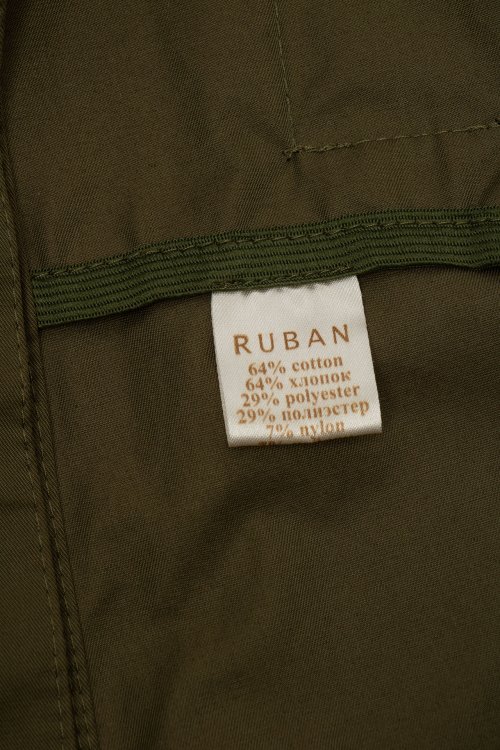 RUBAN
64% cotton
64% хлопок
29% polyester
29% полиэстер
7% nylon